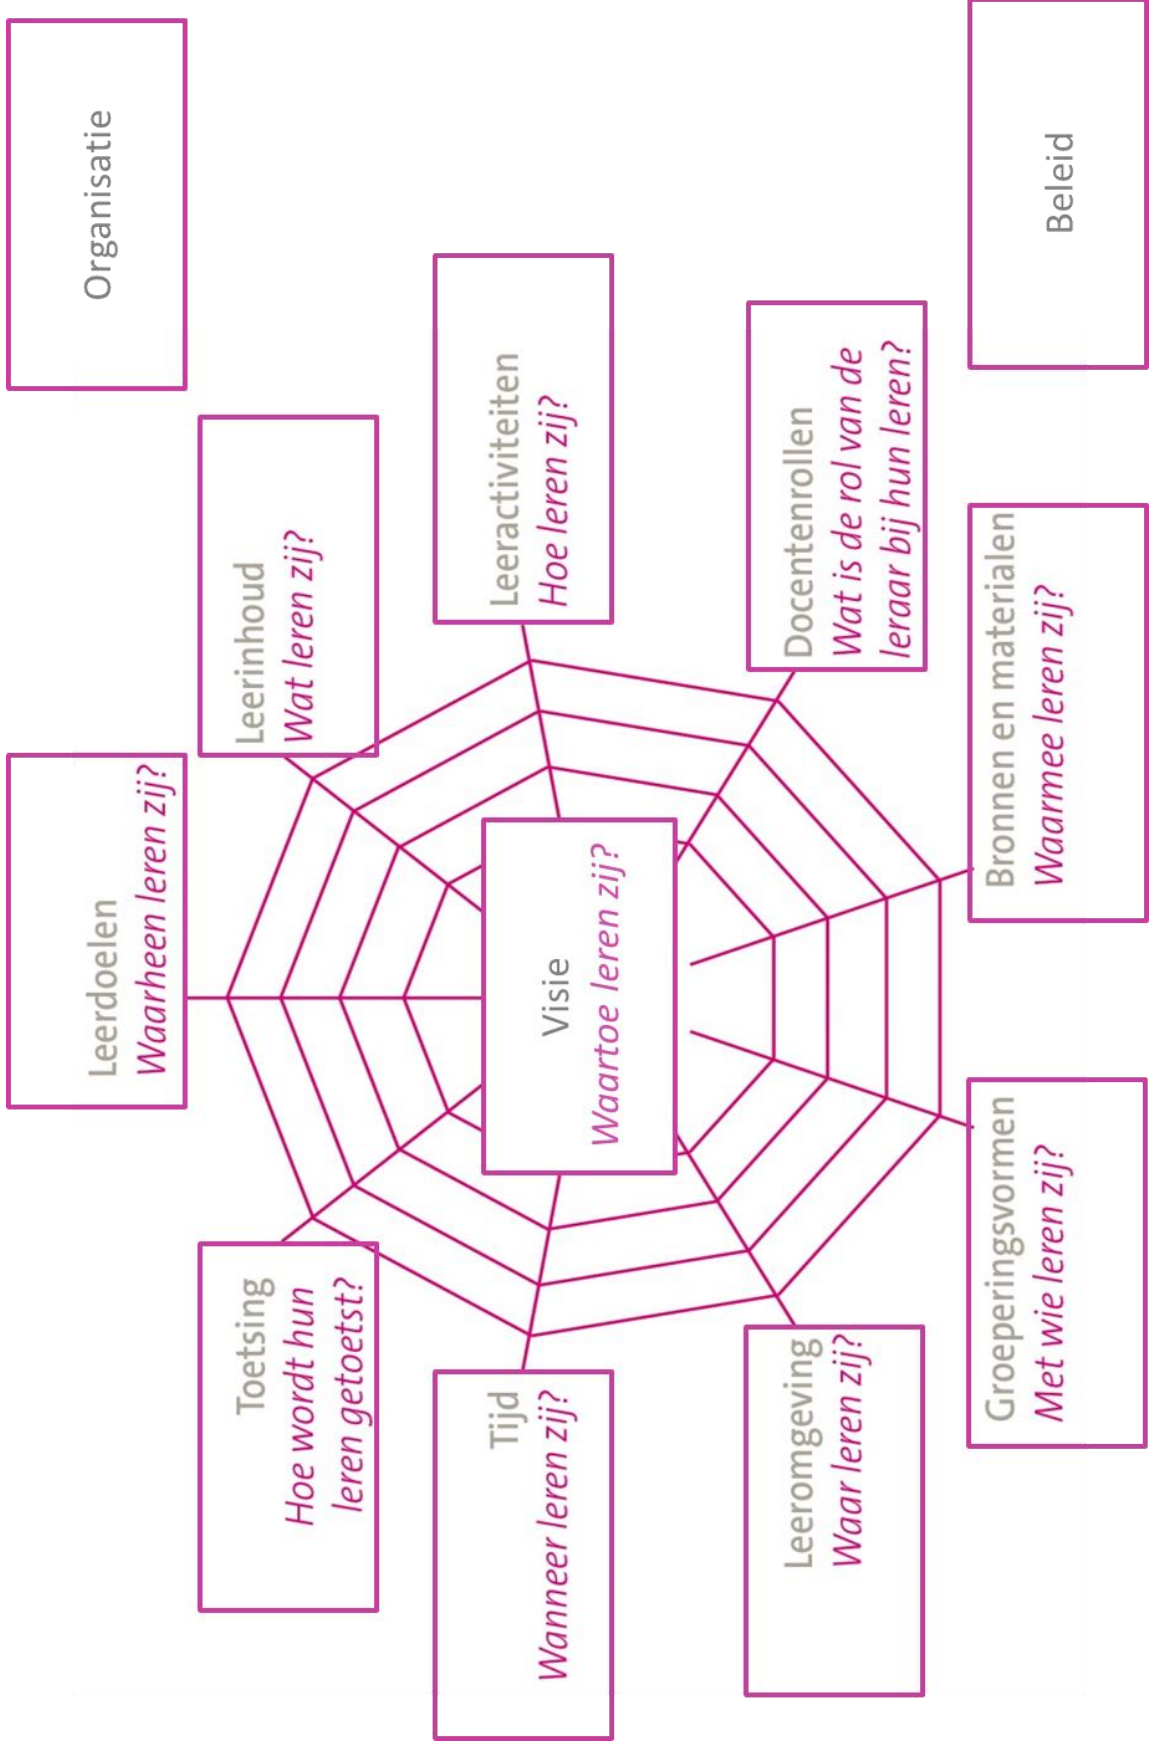 Organisatie
Leerdoelen
Waarheen leren zij?
Leerinhoud
Wat leren zij?
Toetsing
Hoe wordt hun
leren getoetst?
Leeractiviteiten
Hoe leren zij?
Tijd
Wanneer leren zij?
Visie
Waartoe leren zij?
Docentenrollen
Wat is de rol van de
leraar bij hun leren?
Leeromgeving
Waar leren zij?
Bronnen en materialen
Waarmee leren zij?
Groeperingsvormen
Met wie leren zij?
Beleid